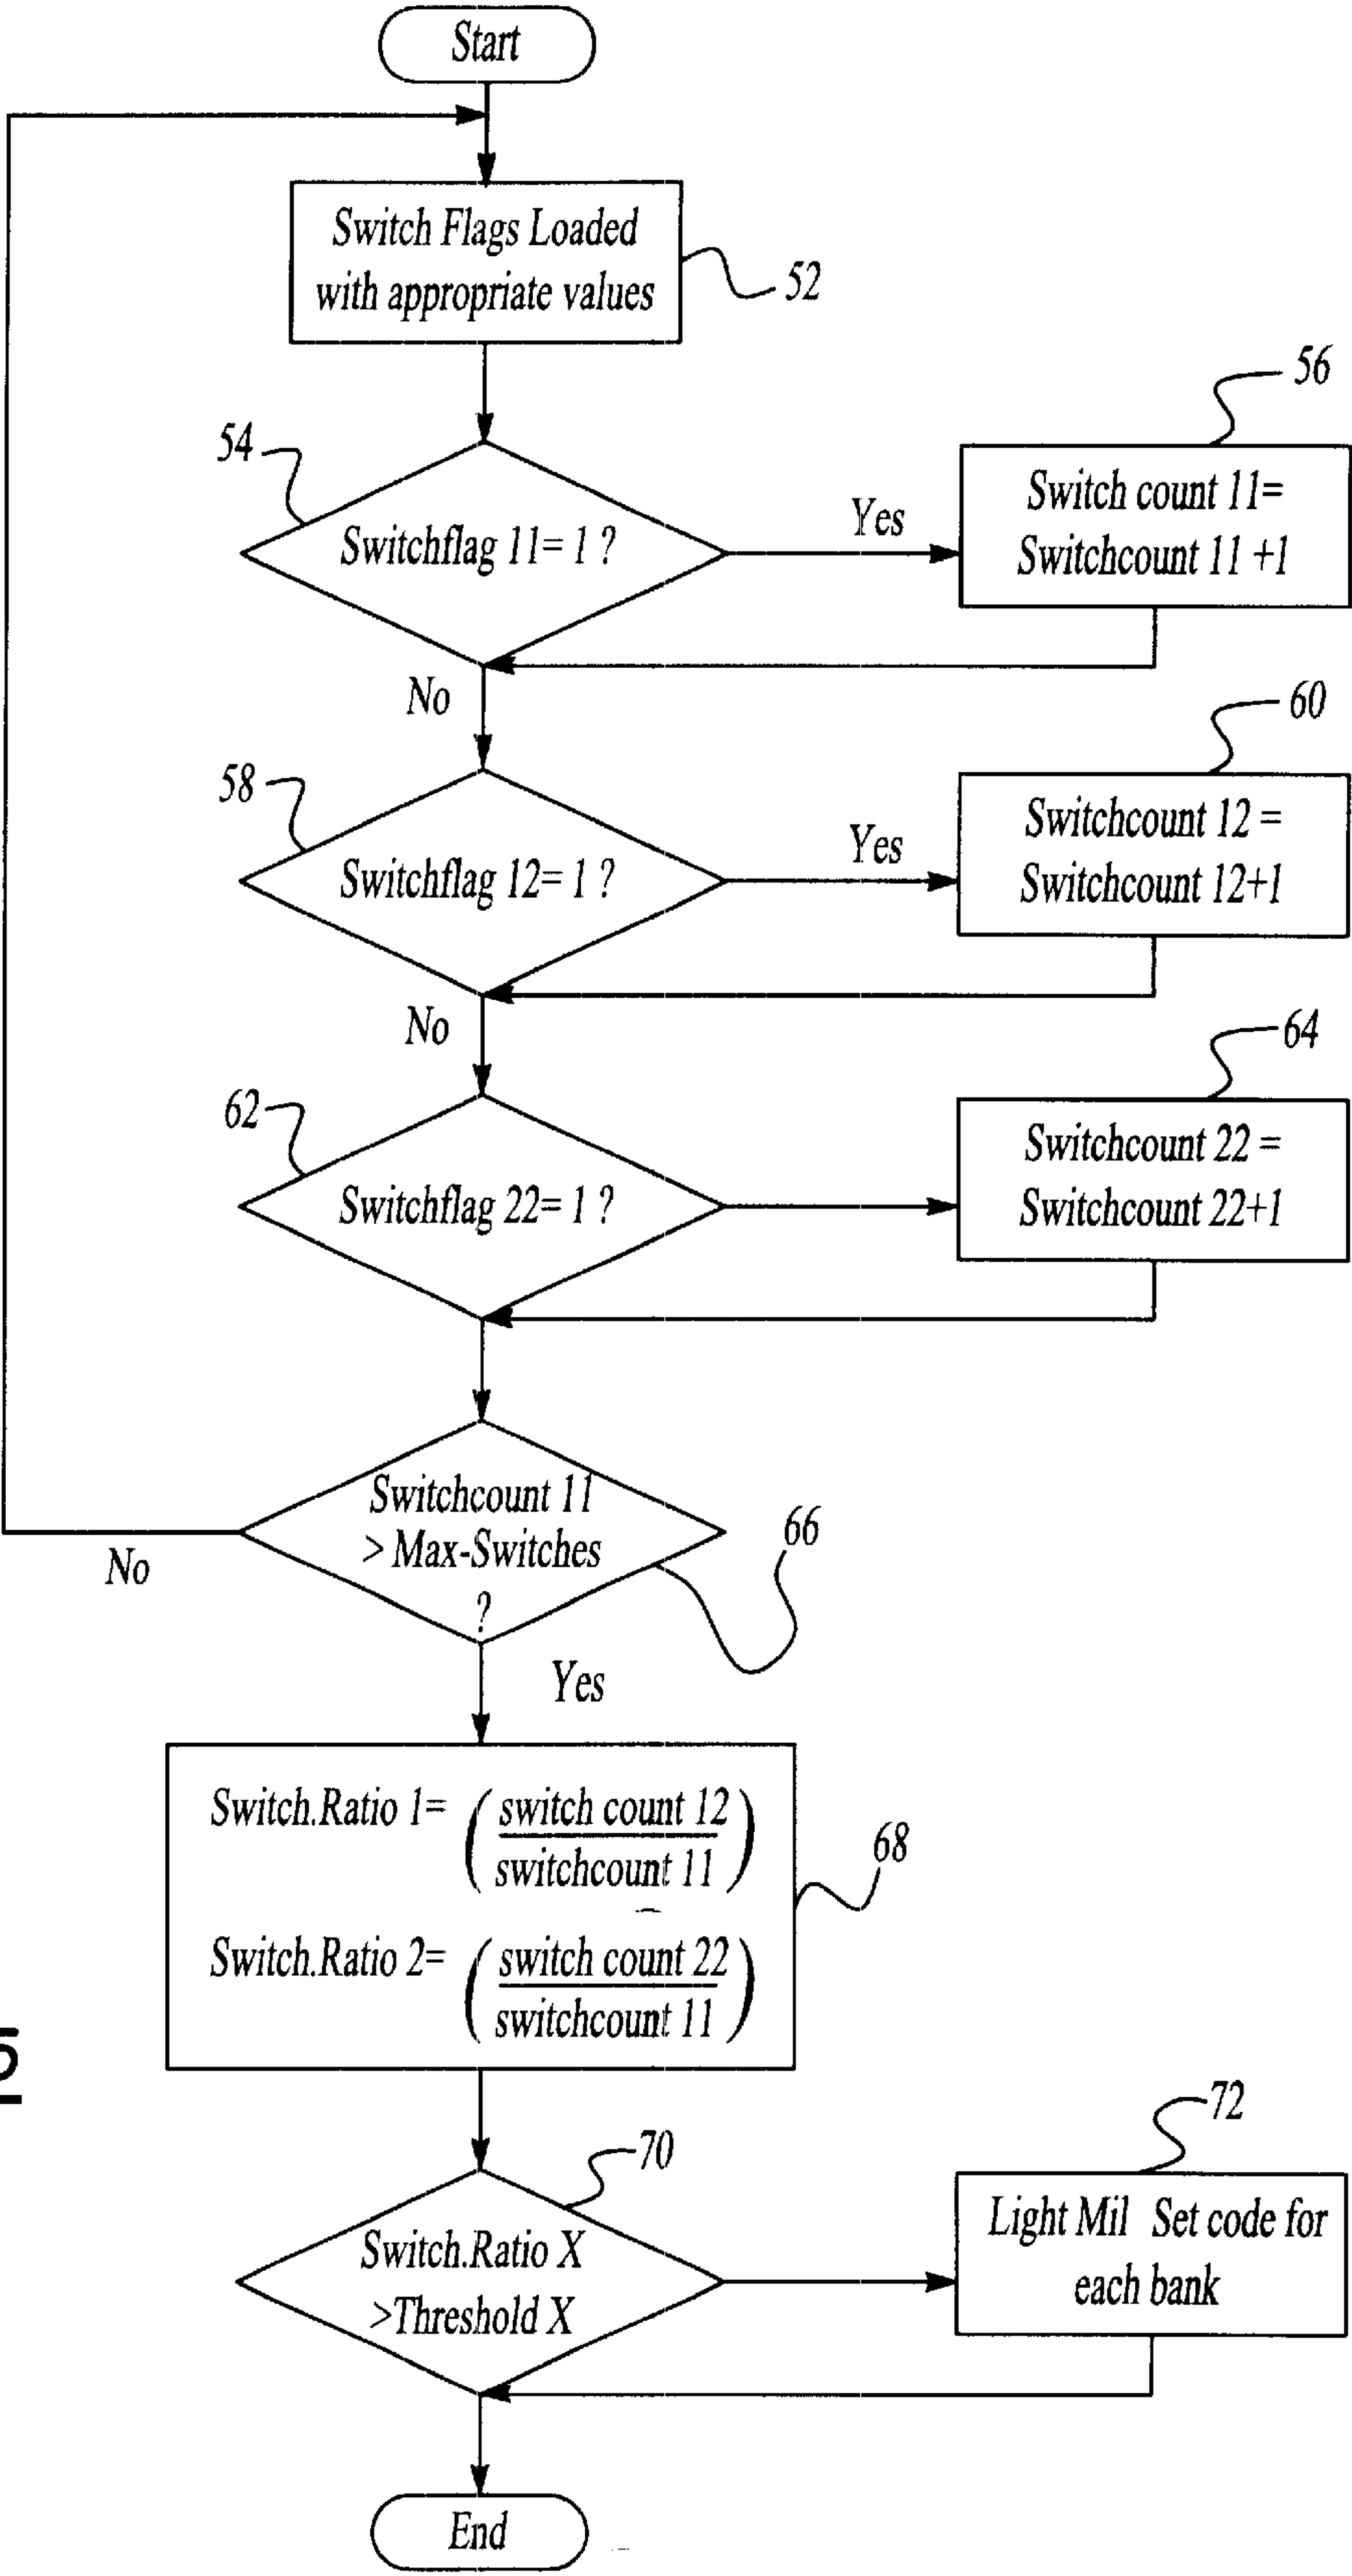 Start
Switch Flags Loaded
with appropriate values
52
54
Switchflag 11= 1 ?
Yes
56
Switch count 11=
Switchcount 11 +1
No
58
Switchflag 12= 1 ?
Yes
60
Switchcount 12 =
Switchcount 12+1
No
62
Switchflag 22= 1 ?
64
Switchcount 22 =
Switchcount 22+1
Switchcount 11
> Max-Switches
?
66
No
Yes
Switch.Ratio 1= ( switch count 12
switchcount 11 )
68
Switch.Ratio 2= ( switch count 22
switchcount 11 )
70
Switch.Ratio X
>Threshold X
72
Light Mil Set code for
each bank
End